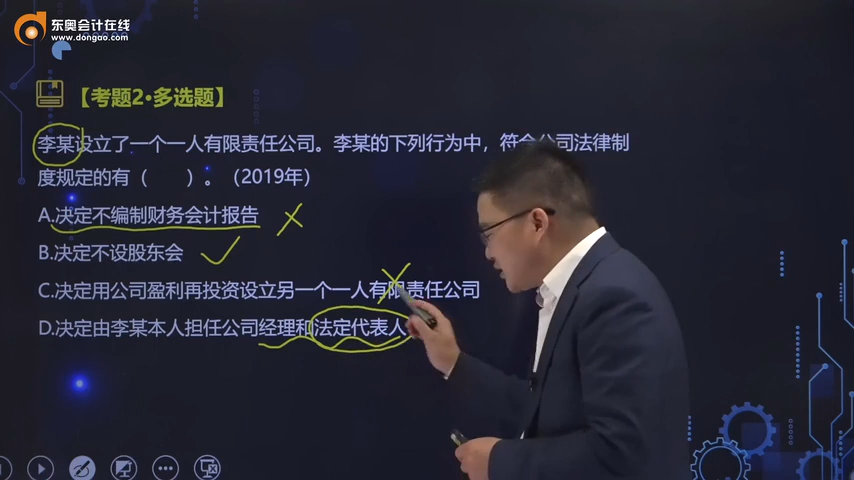 东奥会计在线
www.dongao.com
【考题2·多选题】
李某设立了一个一人有限责任公司。李某的下列行为中，符合公司法律制
度规定的有（ ）。（2019年）
A.决定不编制财务会计报告
B.决定不设股东会
C.决定用公司盈利再投资设立另一个一人有限责任公司
D.决定由李某本人担任公司经理和法定代表人